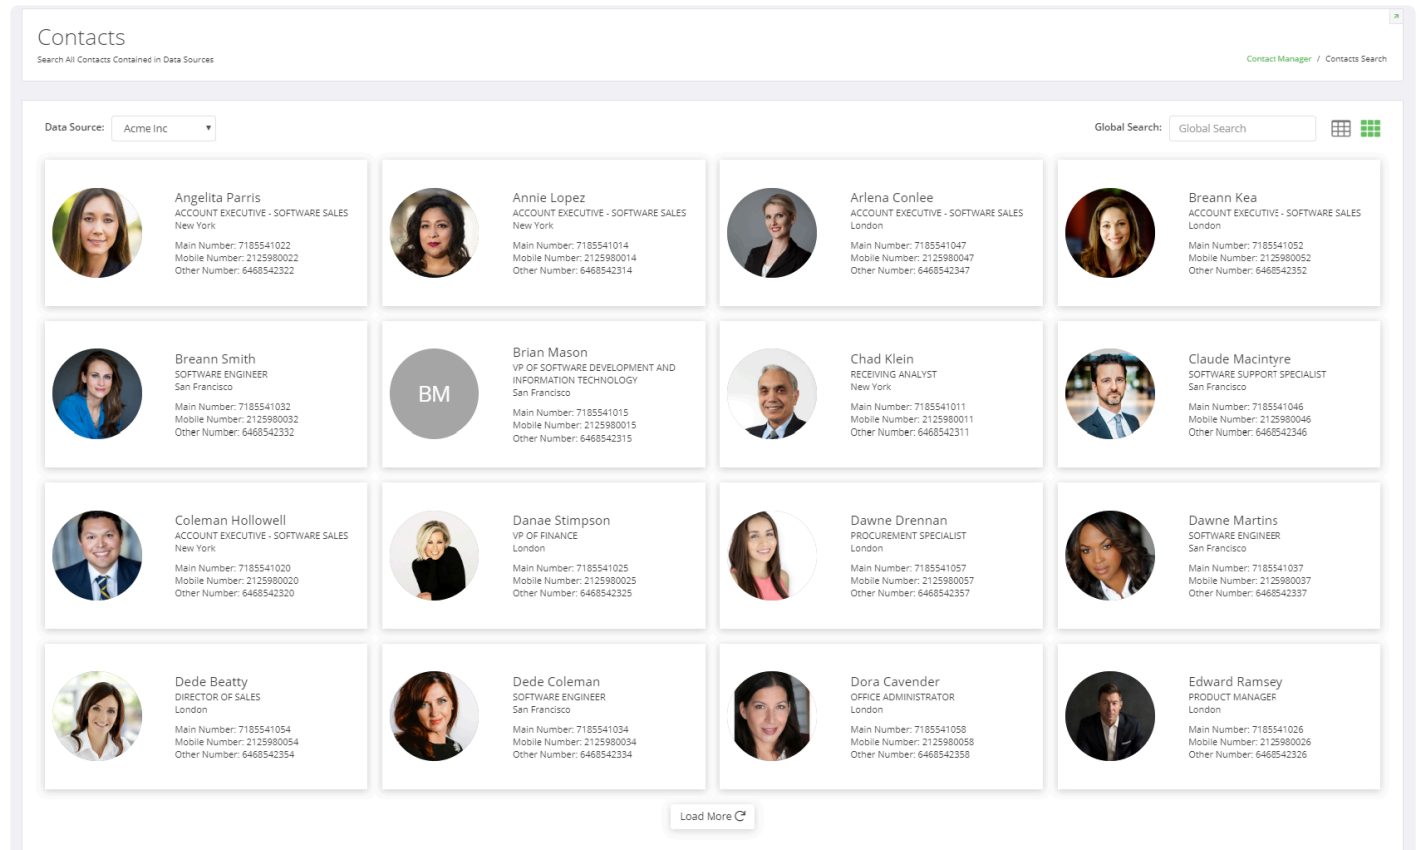 Contacts
Search All Contacts Contained in Data Sources
Contact Manager / Contacts Search
Data Source: Acme Inc
Global Search: Global Search
Angelita Parris
ACCOUNT EXECUTIVE - SOFTWARE SALES
New York
Main Number: 7185541022
Mobile Number: 2125980022
Other Number: 6468542322
Annie Lopez
ACCOUNT EXECUTIVE - SOFTWARE SALES
New York
Main Number: 7185541014
Mobile Number: 2125980014
Other Number: 6468542314
Arlena Conlee
ACCOUNT EXECUTIVE - SOFTWARE SALES
London
Main Number: 7185541047
Mobile Number: 2125980047
Other Number: 6468542347
Breann Kea
ACCOUNT EXECUTIVE - SOFTWARE SALES
London
Main Number: 7185541052
Mobile Number: 2125980052
Other Number: 6468542352
Breann Smith
SOFTWARE ENGINEER
San Francisco
Main Number: 7185541032
Mobile Number: 2125980032
Other Number: 6468542332
BM
Brian Mason
VP OF SOFTWARE DEVELOPMENT AND
INFORMATION TECHNOLOGY
San Francisco
Main Number: 7185541015
Mobile Number: 2125980015
Other Number: 6468542315
Chad Klein
RECEIVING ANALYST
New York
Main Number: 7185541011
Mobile Number: 2125980011
Other Number: 6468542311
Claude Macintyre
SOFTWARE SUPPORT SPECIALIST
San Francisco
Main Number: 7185541046
Mobile Number: 2125980046
Other Number: 6468542346
Coleman Hollowell
ACCOUNT EXECUTIVE - SOFTWARE SALES
New York
Main Number: 7185541020
Mobile Number: 2125980020
Other Number: 6468542320
Danae Stimpson
VP OF FINANCE
London
Main Number: 7185541025
Mobile Number: 2125980025
Other Number: 6468542325
Dawne Drennan
PROCUREMENT SPECIALIST
London
Main Number: 7185541057
Mobile Number: 2125980057
Other Number: 6468542357
Dawne Martins
SOFTWARE ENGINEER
San Francisco
Main Number: 7185541037
Mobile Number: 2125980037
Other Number: 6468542337
Dede Beatty
DIRECTOR OF SALES
London
Main Number: 7185541054
Mobile Number: 2125980054
Other Number: 6468542354
Dede Coleman
SOFTWARE ENGINEER
San Francisco
Main Number: 7185541034
Mobile Number: 2125980034
Other Number: 6468542334
Dora Cavender
OFFICE ADMINISTRATOR
London
Main Number: 7185541058
Mobile Number: 2125980058
Other Number: 6468542358
Edward Ramsey
PRODUCT MANAGER
London
Main Number: 7185541026
Mobile Number: 2125980026
Other Number: 6468542326
Load More